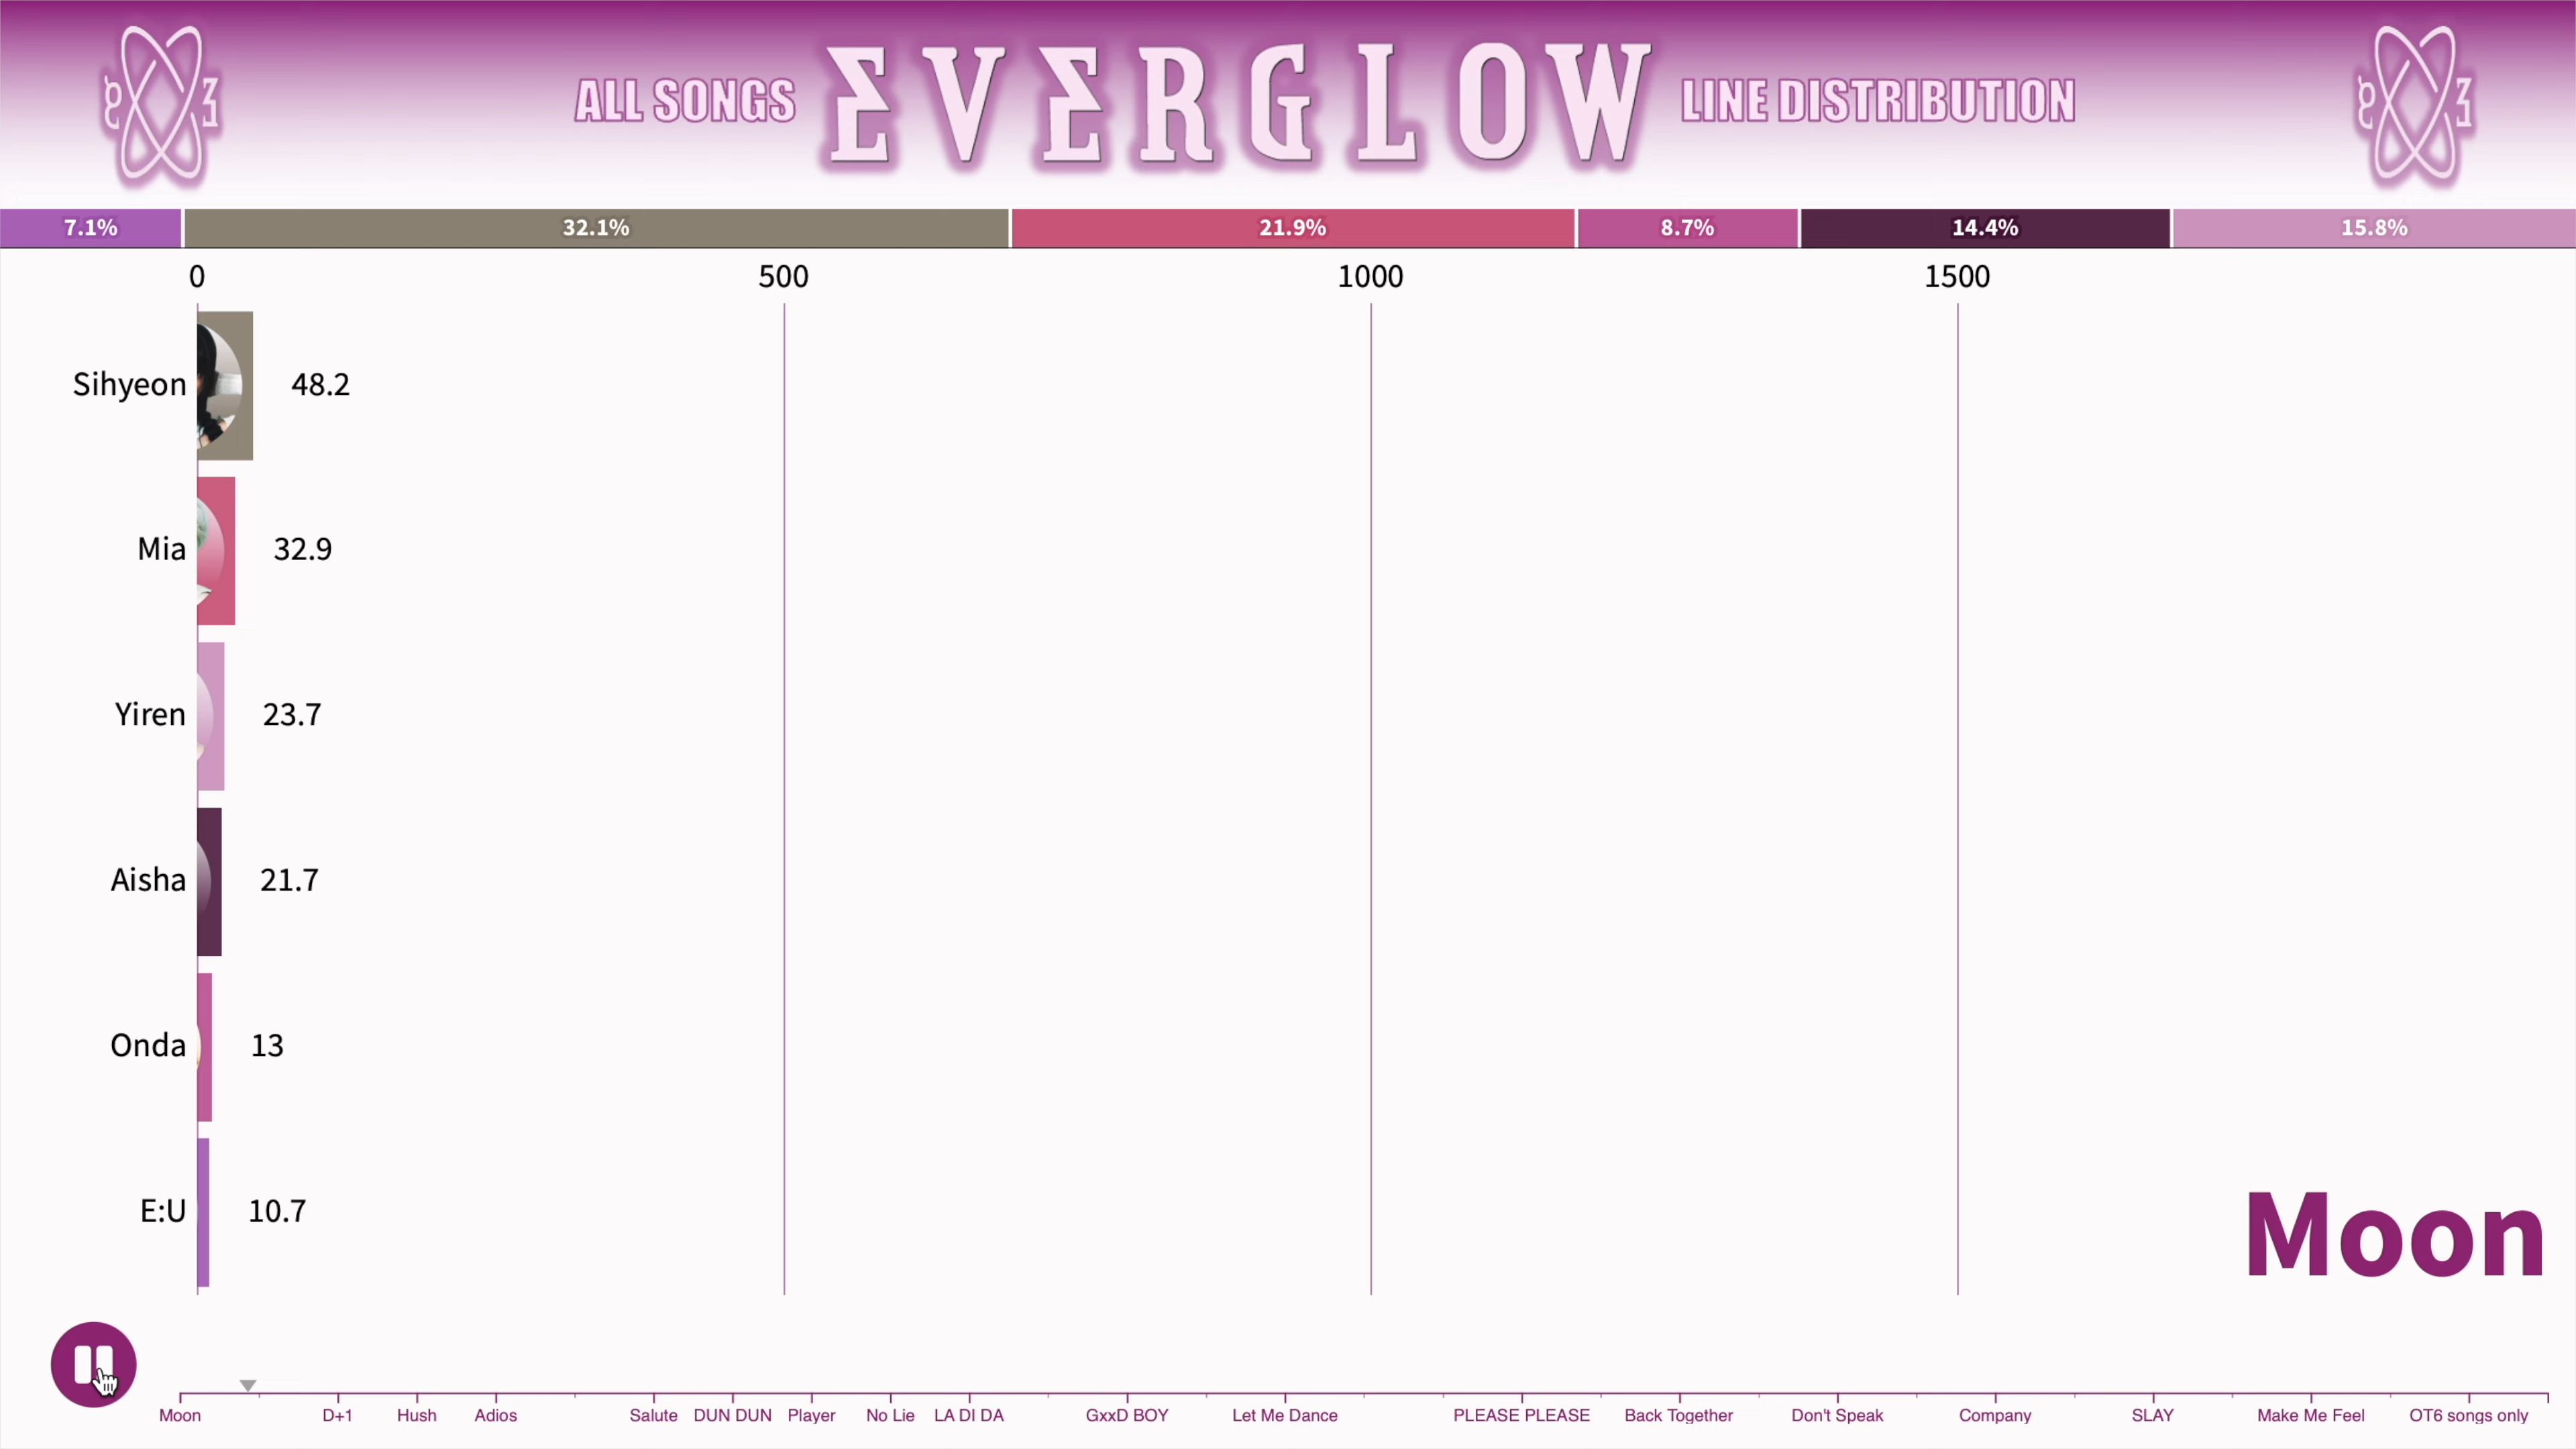 ALL SONGS EVERGLOW LINE DISTRIBUTION
7.1% 32.1% 21.9% 8.7% 14.4% 15.8%
0 500 1000 1500
Sihyeon 48.2
Mia 32.9
Yiren 23.7
Aisha 21.7
Onda 13
E:U 10.7
Moon
Moon D+1 Hush Adios Salute DUN DUN Player No Lie LA DI DA GxxD BOY Let Me Dance PLEASE PLEASE Back Together Don't Speak Company SLAY Make Me Feel OT6 songs only